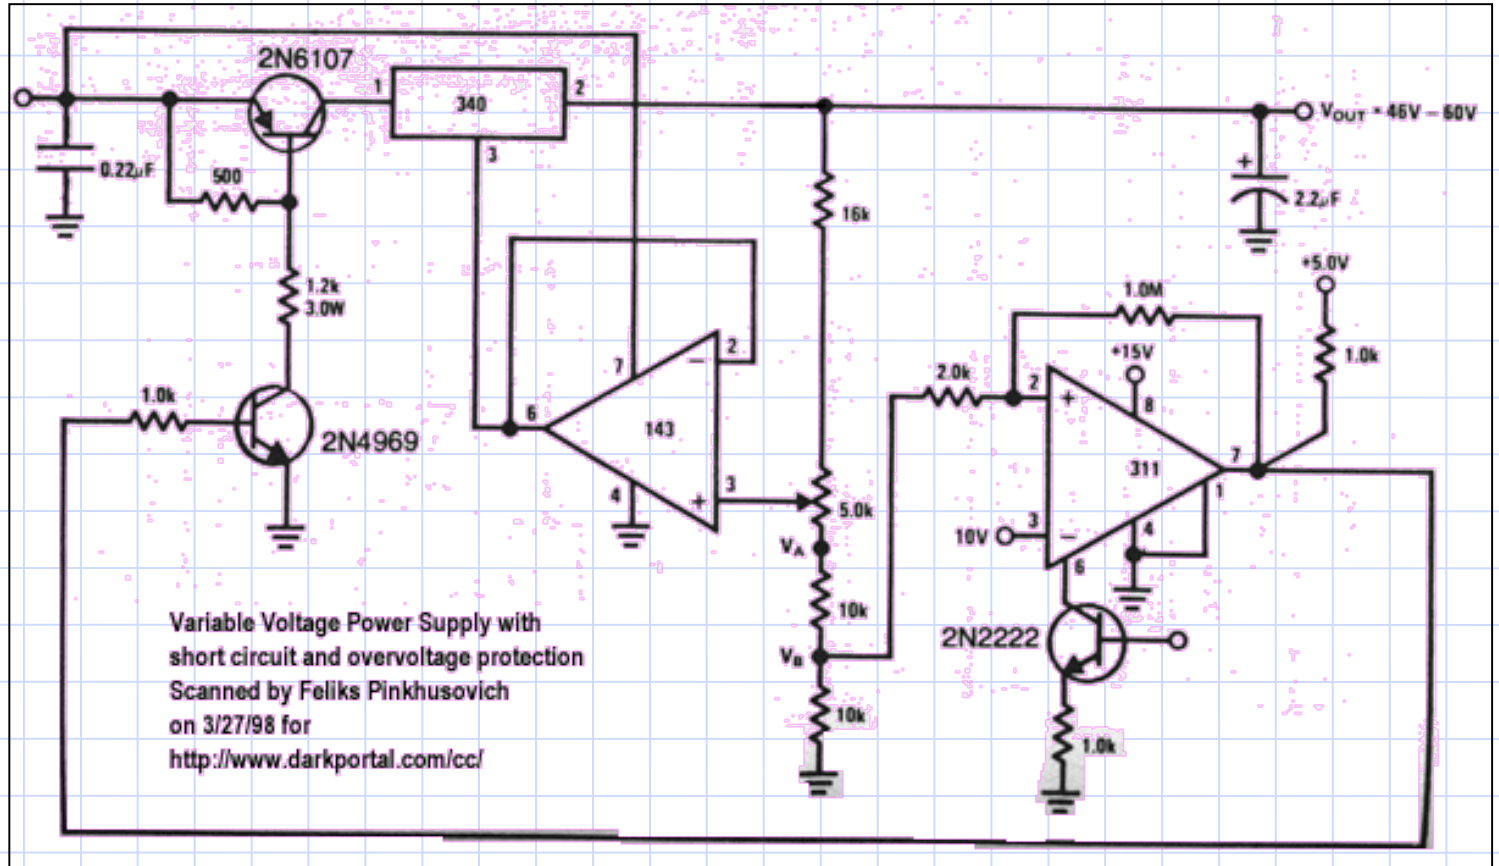 2N6107
1
340
2
3
VOUT = 46V – 60V
0.22μF
500
+
2.2μF
16k
1.2k
3.0W
+5.0V
1.0M
+15V
1.0k
2.0k
2
+
8
7
2
–
1.0k
2N4969
6
143
4
+
3
5.0k
311
7
1
10V
3
–
4
6
VA
10k
2N2222
VB
10k
1.0k
Variable Voltage Power Supply with
short circuit and overvoltage protection
Scanned by Feliks Pinkhusovich
on 3/27/98 for
http://www.darkportal.com/cc/